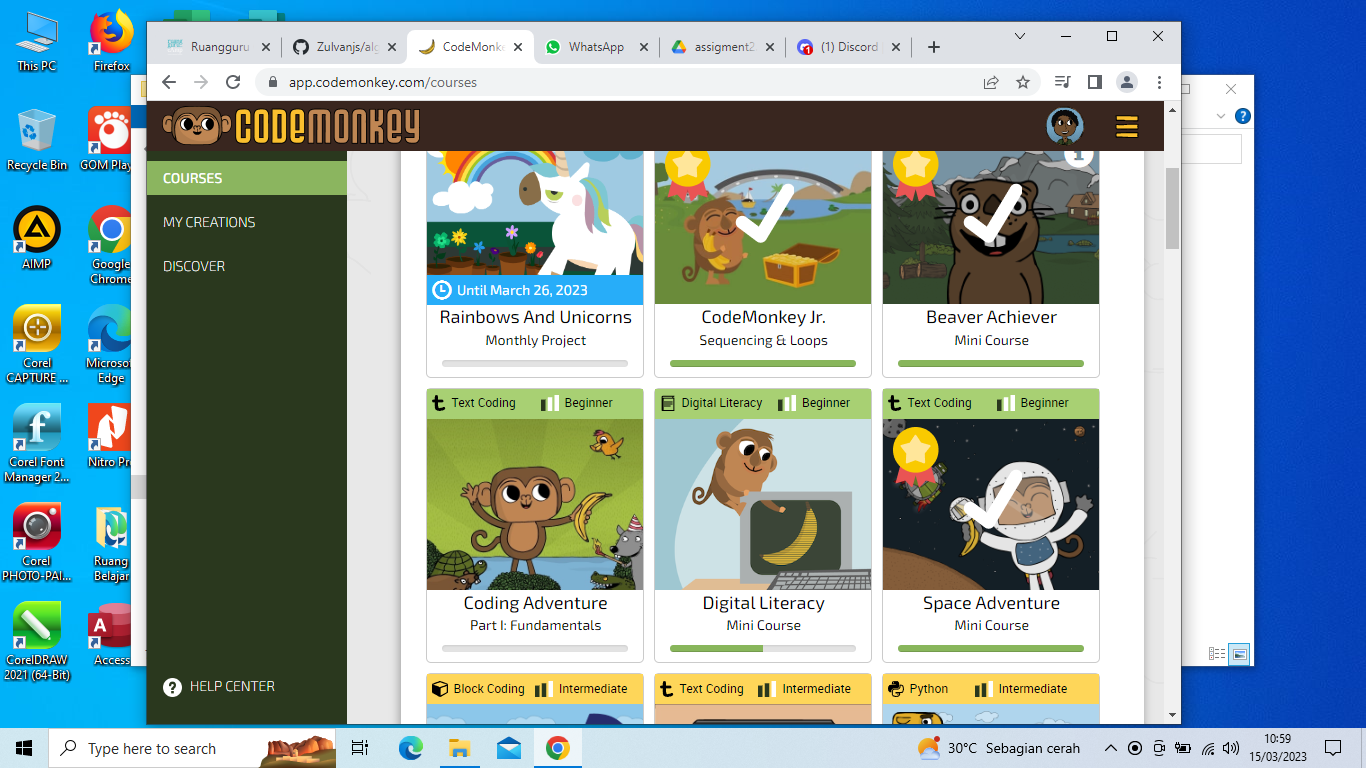 This PC
Firefox
Recycle Bin
GOM Play
AIMP
Google
Chrome
Corel
CAPTURE ...
Microsof
Edge
Corel Font
Manager 2...
Nitro Pr
Corel
PHOTO-PAI...
Ruang
Belajar
CorelDRAW
2021 (64-Bit)
Access
Ruangguru
Zulvanjs/alg
CodeMonke
WhatsApp
assigment2
(1) Discord
app.codemonkey.com/courses
CODEMONKEY
COURSES
MY CREATIONS
DISCOVER
HELP CENTER
1
Until March 26, 2023
Rainbows And Unicorns
Monthly Project
CodeMonkey Jr.
Sequencing & Loops
Beaver Achiever
Mini Course
Text Coding
Beginner
Coding Adventure
Part I: Fundamentals
Digital Literacy
Beginner
Digital Literacy
Mini Course
Text Coding
Beginner
Space Adventure
Mini Course
Block Coding
Intermediate
Text Coding
Intermediate
Python
Intermediate
Type here to search
30°C Sebagian cerah
10:59
15/03/2023